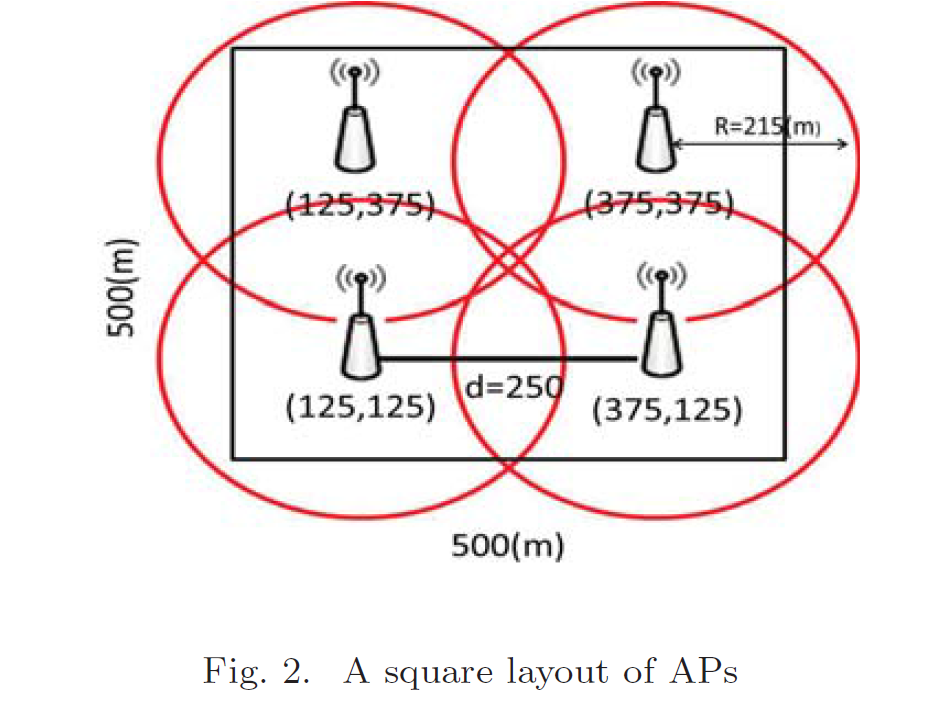 R=215(m)
(125,375)
(375,375)
500(m)
d=250
(125,125)
(375,125)
500(m)
Fig. 2. A square layout of APs